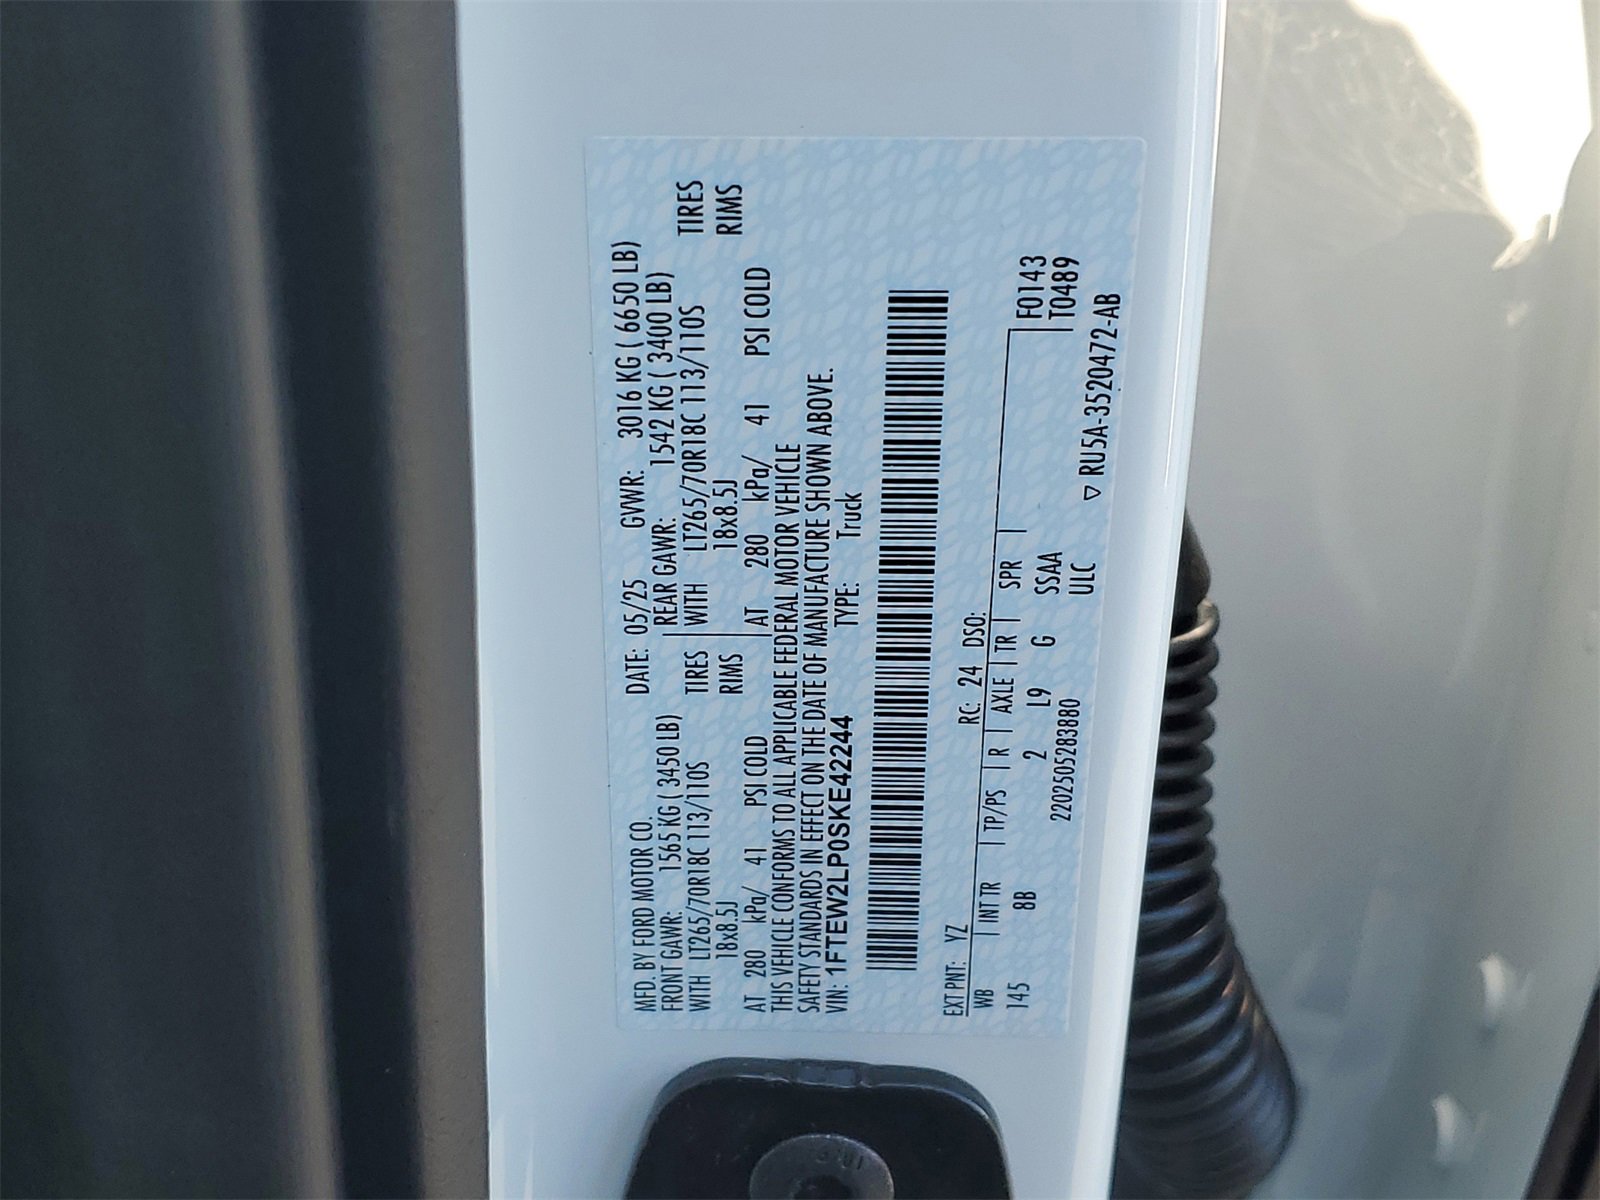 MFD. BY FORD MOTOR CO. DATE: 05/25 GVWR: 3016 KG ( 6650 LB)
FRONT GAWR: 1565 KG ( 3450 LB) REAR GAWR: 1542 KG ( 3400 LB)
WITH LT265/70R18C 113/110S TIRES WITH LT265/70R18C 113/110S TIRES
18x8.5J RIMS 18x8.5J RIMS
AT 280 kPa/ 41 PSI COLD AT 280 kPa/ 41 PSI COLD
THIS VEHICLE CONFORMS TO ALL APPLICABLE FEDERAL MOTOR VEHICLE
SAFETY STANDARDS IN EFFECT ON THE DATE OF MANUFACTURE SHOWN ABOVE.
VIN: 1FTEW2LP0SKE42244 TYPE: Truck
EXT PNT: YZ RC: 24 DSO:
WB | INT TR | TP/PS | R | AXLE | TR | SPR | F0143
145 8B 2 L9 G SSAA T0489
2202505283880 ULC
▽ RU5A-3520472-AB